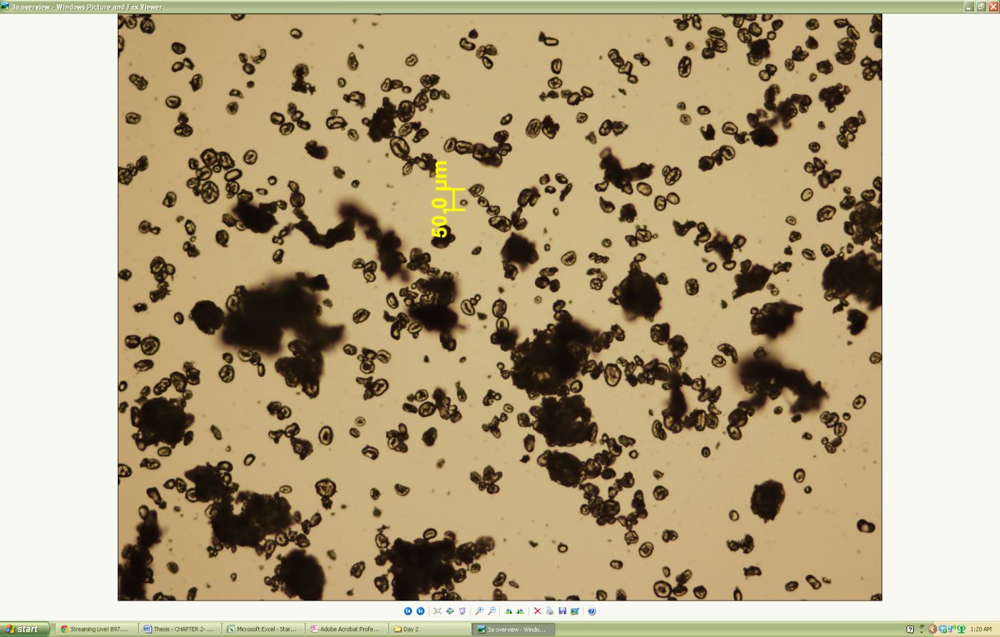 3a overview - Windows Picture and Fax Viewer
50.0 µm
start
Streaming Live! B97....
Thesis - CHAPTER 2- ...
Microsoft Excel - Star...
Adobe Acrobat Profe...
Day 2
3a overview - Windo...
1:20 AM